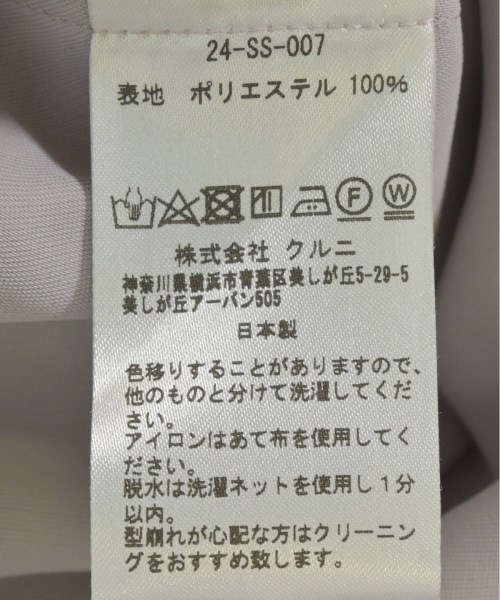 24-SS-007
表地　ポリエステル 100%
F W
株式会社 クルニ
神奈川県横浜市青葉区美しが丘5-29-5
美しが丘アーバン505
日本製
色移りすることがありますので、
他のものと分けて洗濯してくだ
さい。
アイロンはあて布を使用してく
ださい。
脱水は洗濯ネットを使用し1分
以内。
型崩れが心配な方はクリーニン
グをおすすめ致します。